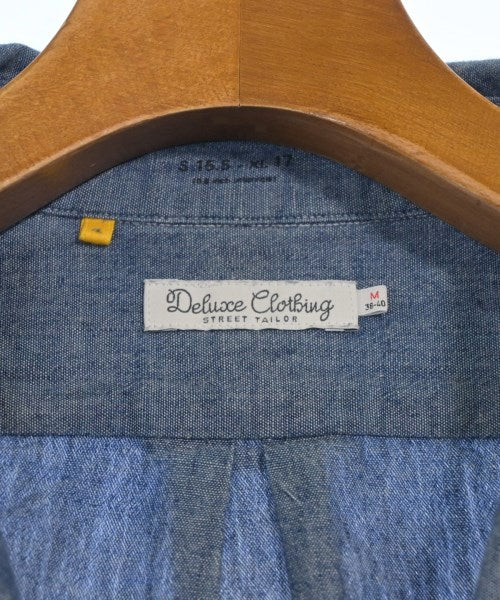 S 15.5 - XL 17
Deluxe Clothing
STREET TAILOR
M
38-40